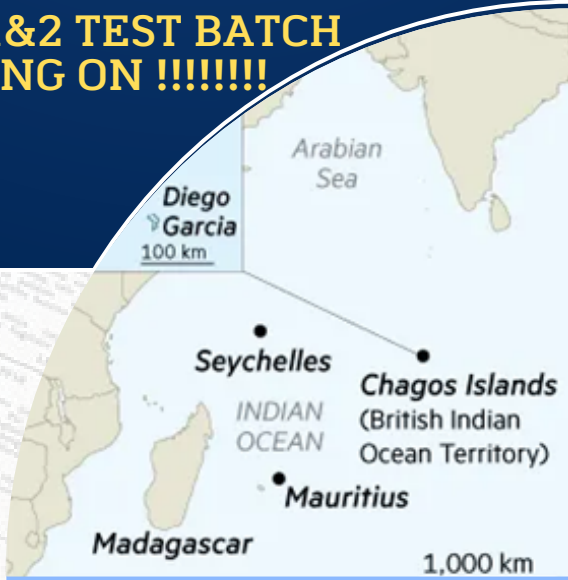 &2 TEST BATCH
NG ON !!!!!!!!
Arabian
Sea
Diego
Garcia
100 km
Seychelles
Chagos Islands
(British Indian
Ocean Territory)
INDIAN
OCEAN
Mauritius
Madagascar
1,000 km